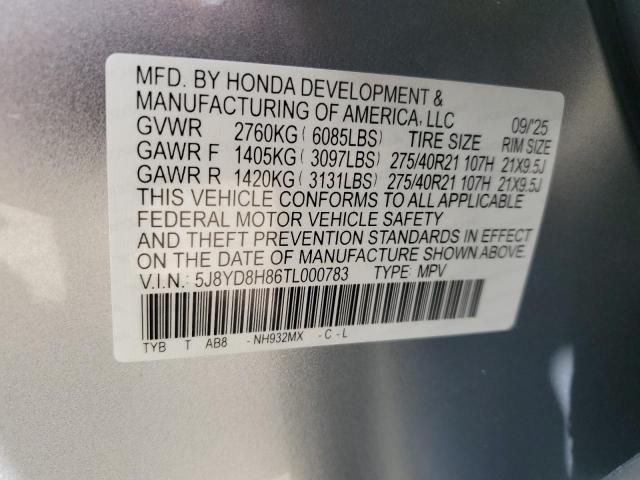 MFD. BY HONDA DEVELOPMENT &
MANUFACTURING OF AMERICA, LLC 09/'25
GVWR 2760KG ( 6085LBS) TIRE SIZE RIM SIZE
GAWR F 1405KG ( 3097LBS) 275/40R21 107H 21X9.5J
GAWR R 1420KG ( 3131LBS) 275/40R21 107H 21X9.5J
THIS VEHICLE CONFORMS TO ALL APPLICABLE
FEDERAL MOTOR VEHICLE SAFETY
AND THEFT PREVENTION STANDARDS IN EFFECT
ON THE DATE OF MANUFACTURE SHOWN ABOVE.
V.I.N.: 5J8YD8H86TL000783 TYPE: MPV
TYB T AB8 - NH932MX - C - L